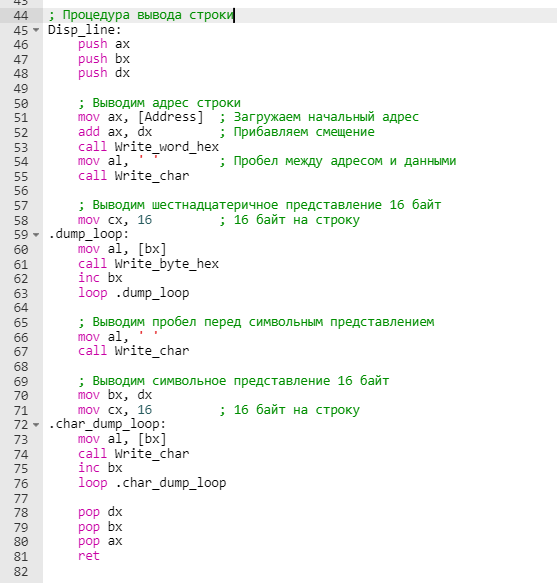 43
44 ; Процедура вывода строки
45 Disp_line:
46     push ax
47     push bx
48     push dx
49
50     ; Выводим адрес строки
51     mov ax, [Address]  ; Загружаем начальный адрес
52     add ax, dx         ; Прибавляем смещение
53     call Write_word_hex
54     mov al, ' '        ; Пробел между адресом и данными
55     call Write_char
56
57     ; Выводим шестнадцатеричное представление 16 байт
58     mov cx, 16         ; 16 байт на строку
59 .dump_loop:
60     mov al, [bx]
61     call Write_byte_hex
62     inc bx
63     loop .dump_loop
64
65     ; Выводим пробел перед символьным представлением
66     mov al, ' '
67     call Write_char
68
69     ; Выводим символьное представление 16 байт
70     mov bx, dx
71     mov cx, 16         ; 16 байт на строку
72 .char_dump_loop:
73     mov al, [bx]
74     call Write_char
75     inc bx
76     loop .char_dump_loop
77
78     pop dx
79     pop bx
80     pop ax
81     ret
82